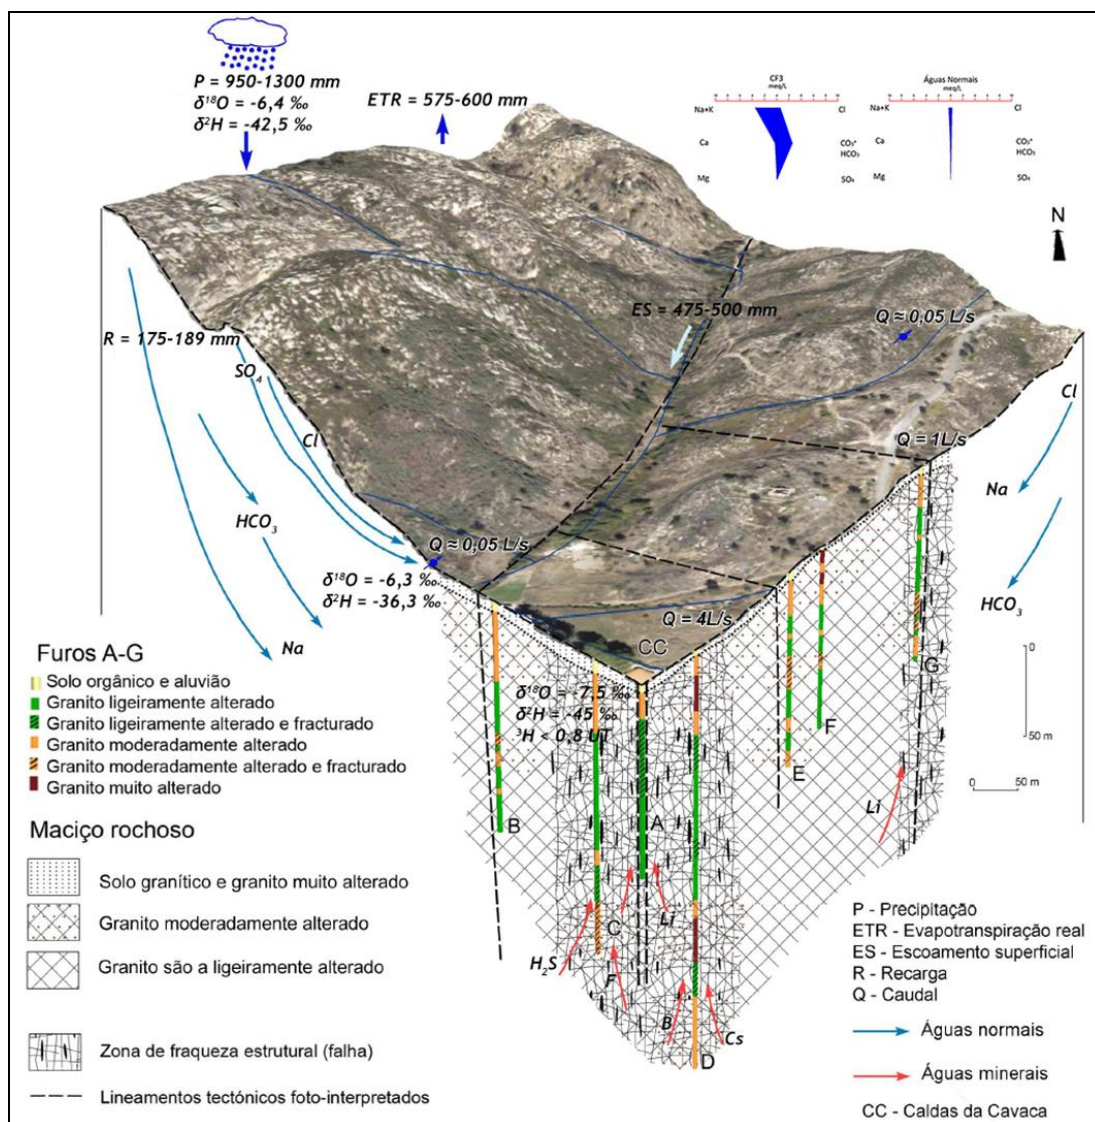 P = 950-1300 mm
δ¹⁸O = -6,4 ‰
δ²H = -42,5 ‰
ETR = 575-600 mm
CF3
meq/L
Na+K Cl
Ca CO₃⁺
HCO₃
Mg SO₄
Águas Normais
meq/L
Na+K Cl
Ca CO₃⁺
HCO₃
Mg SO₄
N
ES = 475-500 mm
Q ≈ 0,05 L/s
R = 175-189 mm
SO₄
Cl
Cl
Q = 1L/s
Na
HCO₃
Q ≈ 0,05 L/s
δ¹⁸O = -6,3 ‰
δ²H = -36,3 ‰
HCO₃
Na
Q = 4L/s
CC
δ¹⁸O = -7,5 ‰
δ²H = -45 ‰
³H < 0,8 UT
0
50 m
0 50 m
G
F
E
Li
B
A
C
Li
H₂S
F
B
Cs
D
Furos A-G
Solo orgânico e aluvião
Granito ligeiramente alterado
Granito ligeiramente alterado e fracturado
Granito moderadamente alterado
Granito moderadamente alterado e fracturado
Granito muito alterado
Maciço rochoso
Solo granítico e granito muito alterado
Granito moderadamente alterado
Granito são a ligeiramente alterado
Zona de fraqueza estrutural (falha)
Lineamentos tectónicos foto-interpretados
P - Precipitação
ETR - Evapotranspiração real
ES - Escoamento superficial
R - Recarga
Q - Caudal
Águas normais
Águas minerais
CC - Caldas da Cavaca